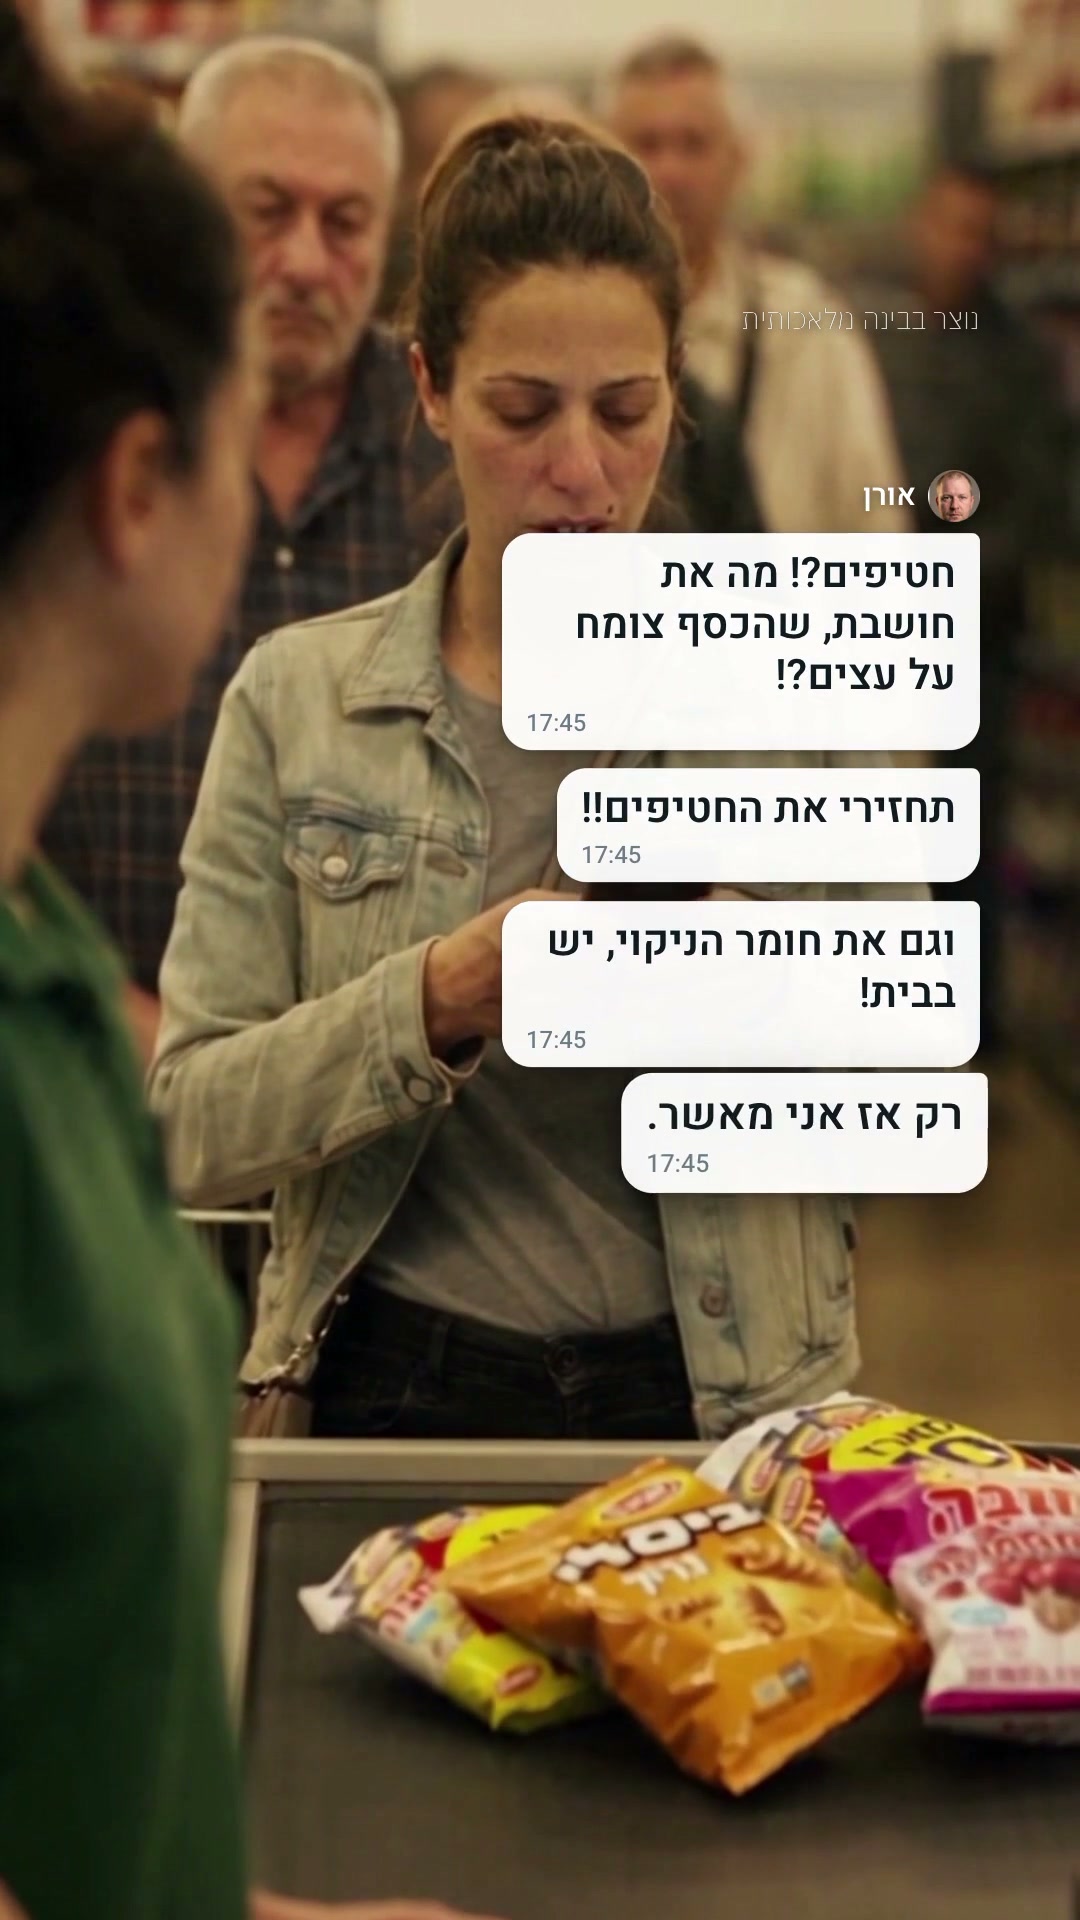 נוצר בבינה מלאכותית
אורן
חטיפים?! מה את
חושבת, שהכסף צומח
על עצים?!
17:45
תחזירי את החטיפים!!
17:45
וגם את חומר הניקוי, יש
בבית!
17:45
רק אז אני מאשר.
17:45